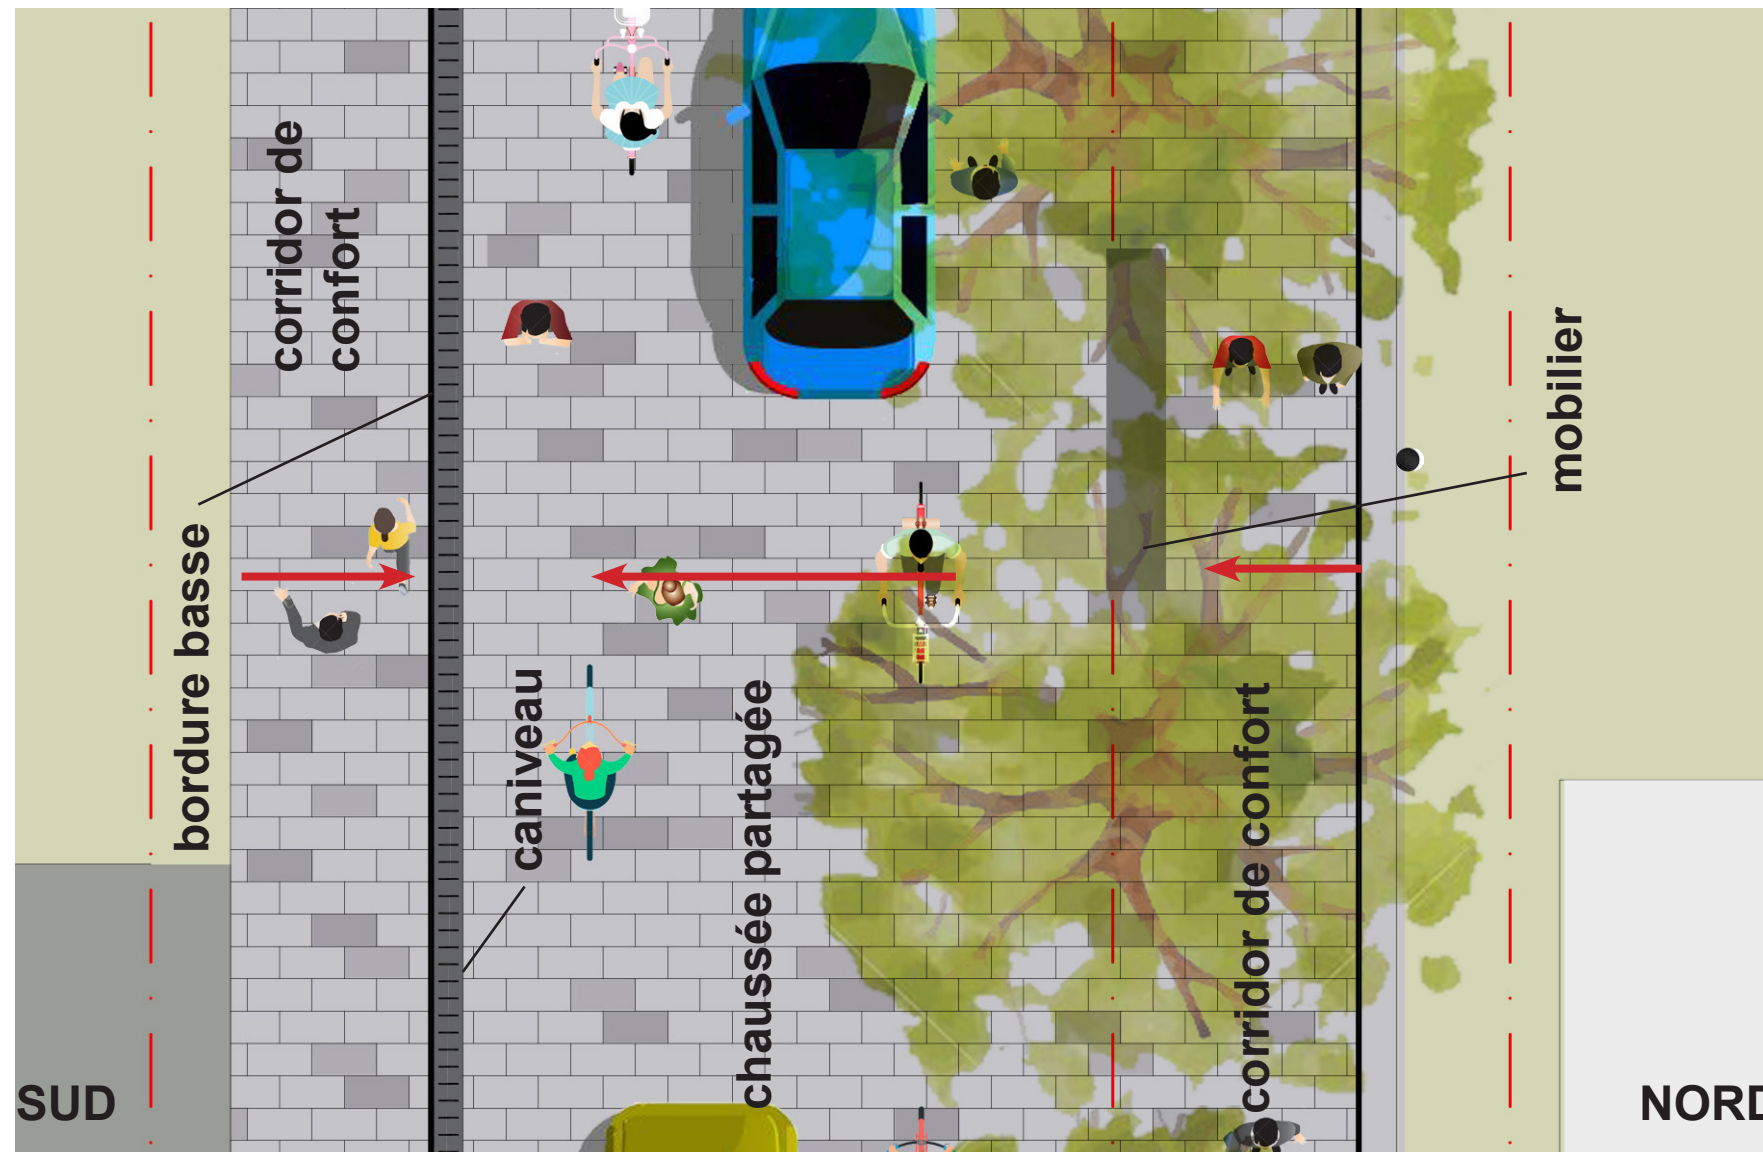 corridor de
confort
bordure basse
caniveau
chaussée partagée
corridor de confort
mobilier
SUD
NORD